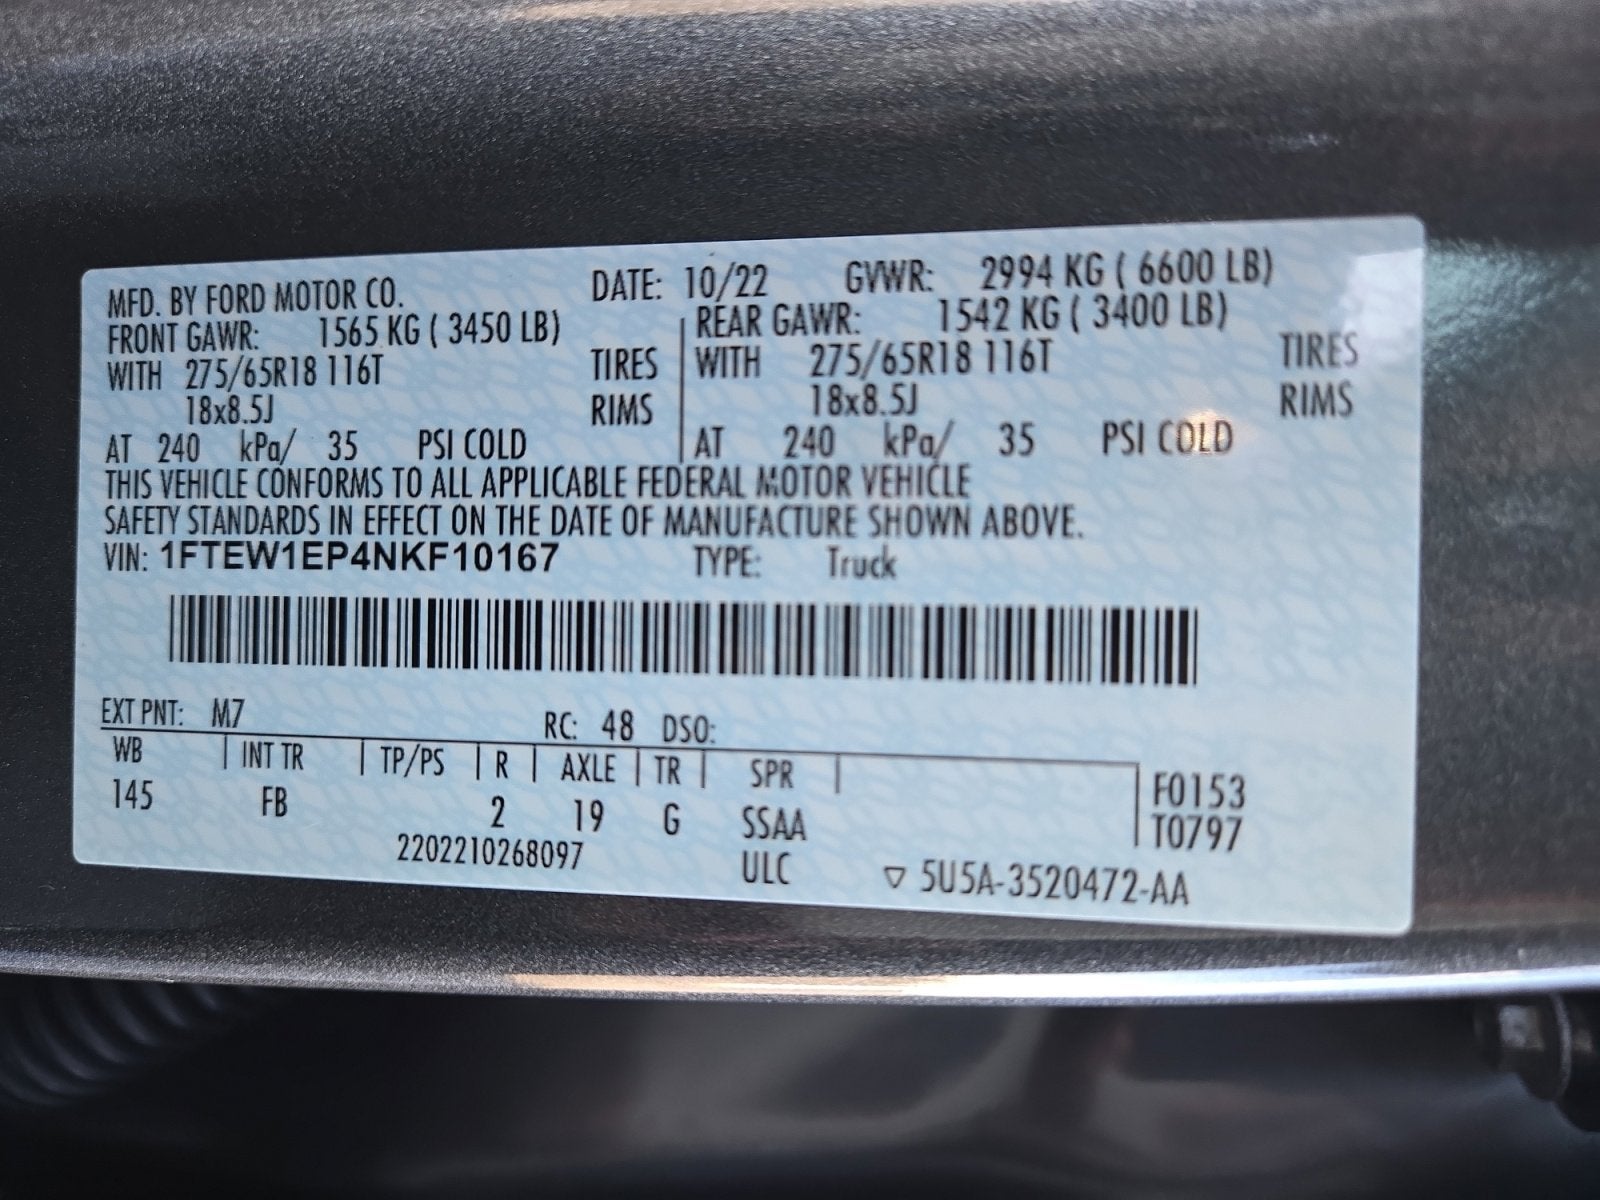 MFD. BY FORD MOTOR CO. DATE: 10/22 GVWR: 2994 KG ( 6600 LB)
FRONT GAWR: 1565 KG ( 3450 LB) REAR GAWR: 1542 KG ( 3400 LB)
WITH 275/65R18 116T TIRES WITH 275/65R18 116T TIRES
18x8.5J RIMS 18x8.5J RIMS
AT 240 kPa/ 35 PSI COLD AT 240 kPa/ 35 PSI COLD
THIS VEHICLE CONFORMS TO ALL APPLICABLE FEDERAL MOTOR VEHICLE
SAFETY STANDARDS IN EFFECT ON THE DATE OF MANUFACTURE SHOWN ABOVE.
VIN: 1FTEW1EP4NKF10167 TYPE: Truck
EXT PNT: M7 RC: 48 DSO:
WB INT TR TP/PS R AXLE TR SPR F0153
145 FB 2 19 G SSAA T0797
2202210268097 ULC ▽ 5U5A-3520472-AA